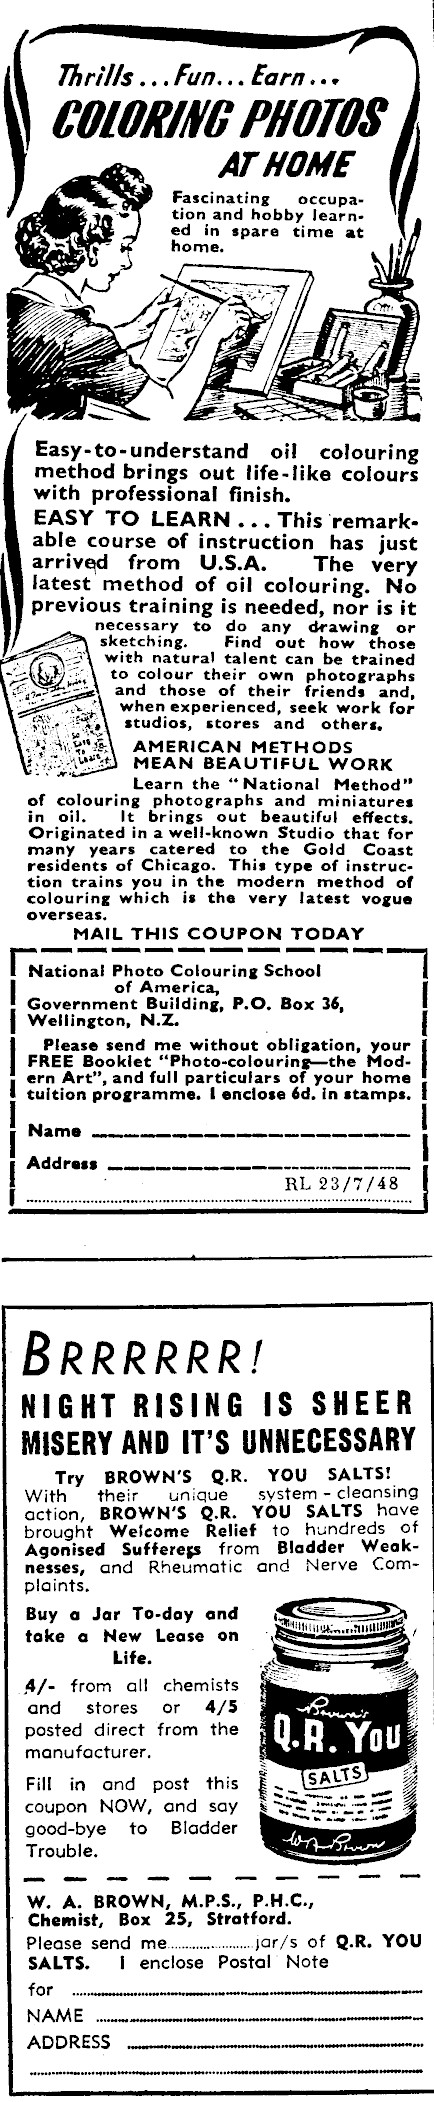 Thrills... Fun... Earn...
COLORING PHOTOS
AT HOME
Fascinating occupa-
tion and hobby learn-
ed in spare time at
home.
Easy-to-understand oil colouring
method brings out life-like colours
with professional finish.
EASY TO LEARN... This remark-
able course of instruction has just
arrived from U.S.A. The very
latest method of oil colouring. No
previous training is needed, nor is it
necessary to do any drawing or
sketching. Find out how those
with natural talent can be trained
to colour their own photographs
and those of their friends and,
when experienced, seek work for
studios, stores and others.
AMERICAN METHODS
MEAN BEAUTIFUL WORK
Learn the "National Method"
of colouring photographs and miniatures
in oil. It brings out beautiful effects.
Originated in a well-known Studio that for
many years catered to the Gold Coast
residents of Chicago. This type of instruc-
tion trains you in the modern method of
colouring which is the very latest vogue
overseas.
MAIL THIS COUPON TODAY
National Photo Colouring School
of America,
Government Building, P.O. Box 36,
Wellington, N.Z.
Please send me without obligation, your
FREE Booklet "Photo-colouring—the Mod-
ern Art", and full particulars of your home
tuition programme. I enclose 6d. in stamps.
Name
Address
RL 23/7/48
BRRRRRRR!
NIGHT RISING IS SHEER
MISERY AND IT'S UNNECESSARY
Try BROWN'S Q.R. YOU SALTS!
With their unique system-cleansing
action, BROWN'S Q.R. YOU SALTS have
brought Welcome Relief to hundreds of
Agonised Sufferers from Bladder Weak-
nesses, and Rheumatic and Nerve Com-
plaints.
Buy a Jar To-day and
take a New Lease on
Life.
4/- from all chemists
and stores or 4/5
posted direct from the
manufacturer.
Fill in and post this
coupon NOW, and say
good-bye to Bladder
Trouble.
Brown's
Q.R. YOU
SALTS
W. A. Brown
W. A. BROWN, M.P.S., P.H.C.,
Chemist, Box 25, Stratford.
Please send me..................jar/s of Q.R. YOU
SALTS. I enclose Postal Note
for
NAME
ADDRESS